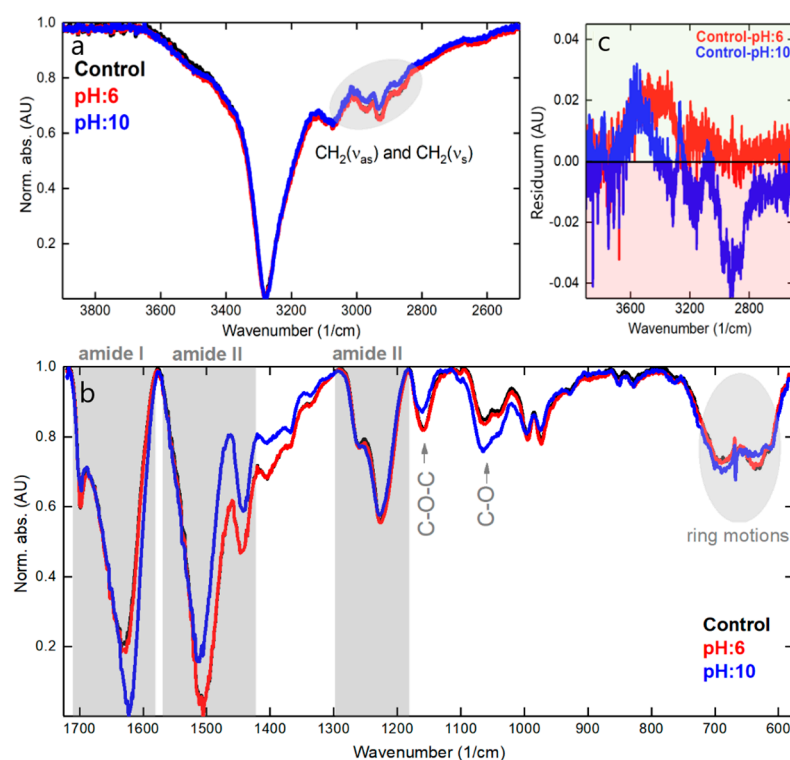 a
Control
pH:6
pH:10
CH₂(νas) and CH₂(νs)
Norm. abs. (AU)
1.0
0.8
0.6
0.4
0.2
3800 3600 3400 3200 3000 2800 2600
Wavenumber (1/cm)
c
Control-pH:6
Control-pH:10
Residuum (AU)
0.04
0.02
0.00
-0.02
-0.04
3600 3200 2800
Wavenumber (1/cm)
amide I
amide II
amide II
b
Norm. abs. (AU)
1.0
0.8
0.6
0.4
0.2
C-O-C
C-O
ring motions
Control
pH:6
pH:10
1700 1600 1500 1400 1300 1200 1100 1000 900 800 700 600
Wavenumber (1/cm)